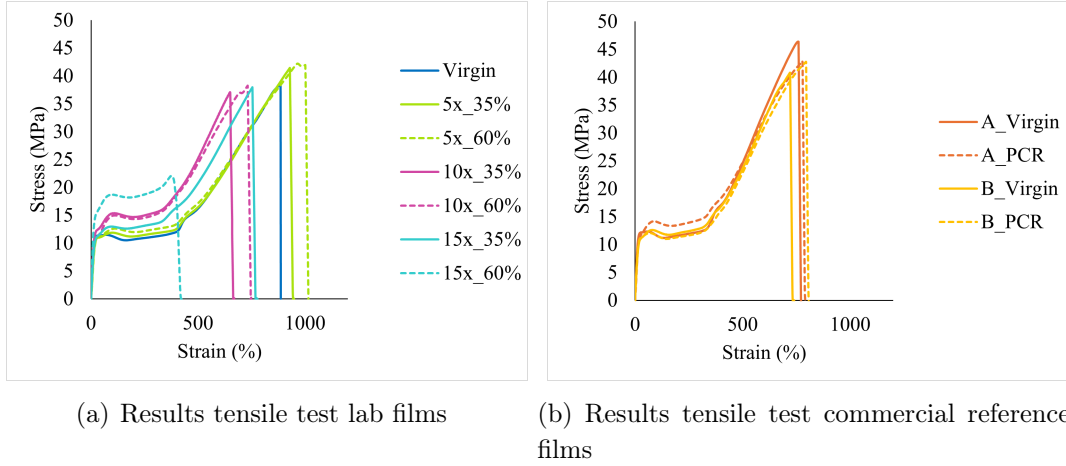 50
45
40
35
30
25
20
15
10
5
0
Stress (MPa)
0 500 1000
Strain (%)
Virgin
5x_35%
5x_60%
10x_35%
10x_60%
15x_35%
15x_60%
(a) Results tensile test lab films
50
45
40
35
30
25
20
15
10
5
0
Stress (MPa)
0 500 1000
Strain (%)
A_Virgin
A_PCR
B_Virgin
B_PCR
(b) Results tensile test commercial reference
films